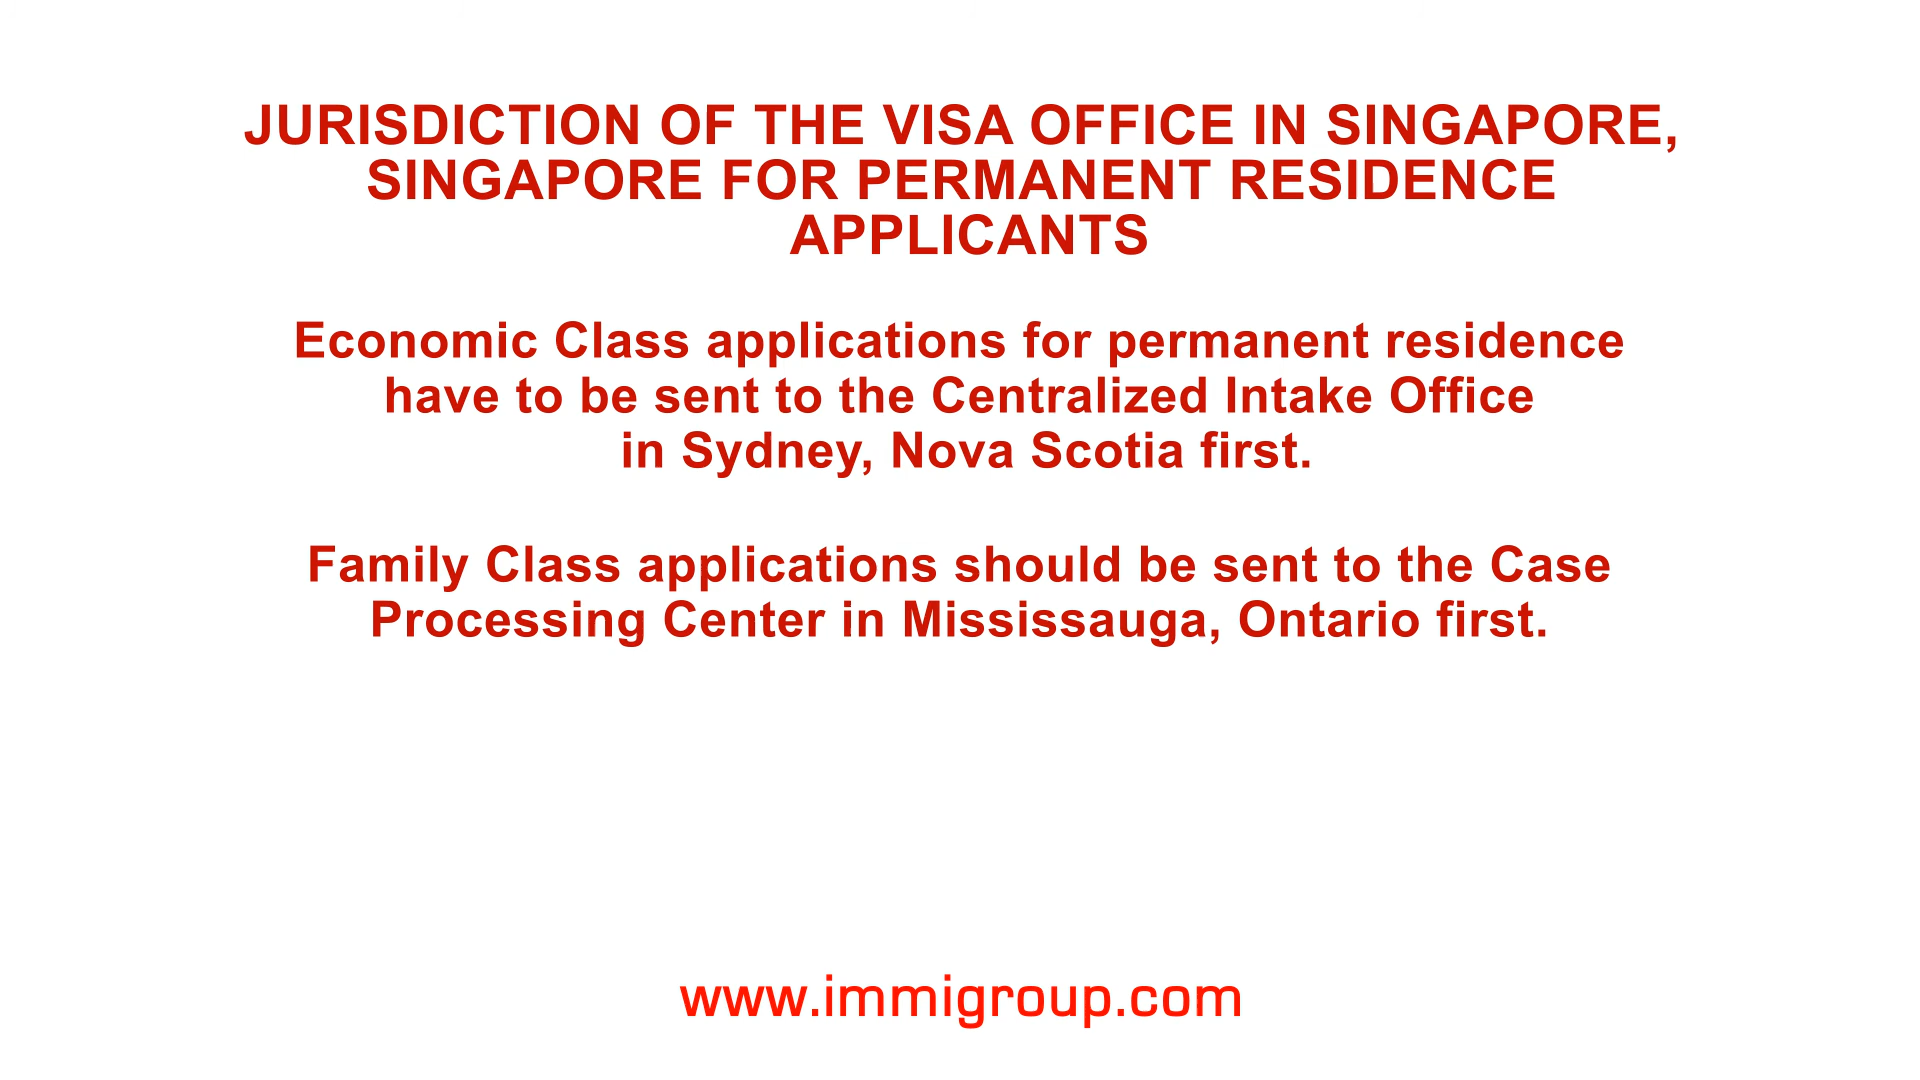 JURISDICTION OF THE VISA OFFICE IN SINGAPORE,
SINGAPORE FOR PERMANENT RESIDENCE
APPLICANTS
Economic Class applications for permanent residence
have to be sent to the Centralized Intake Office
in Sydney, Nova Scotia first.
Family Class applications should be sent to the Case
Processing Center in Mississauga, Ontario first.
www.immigroup.com